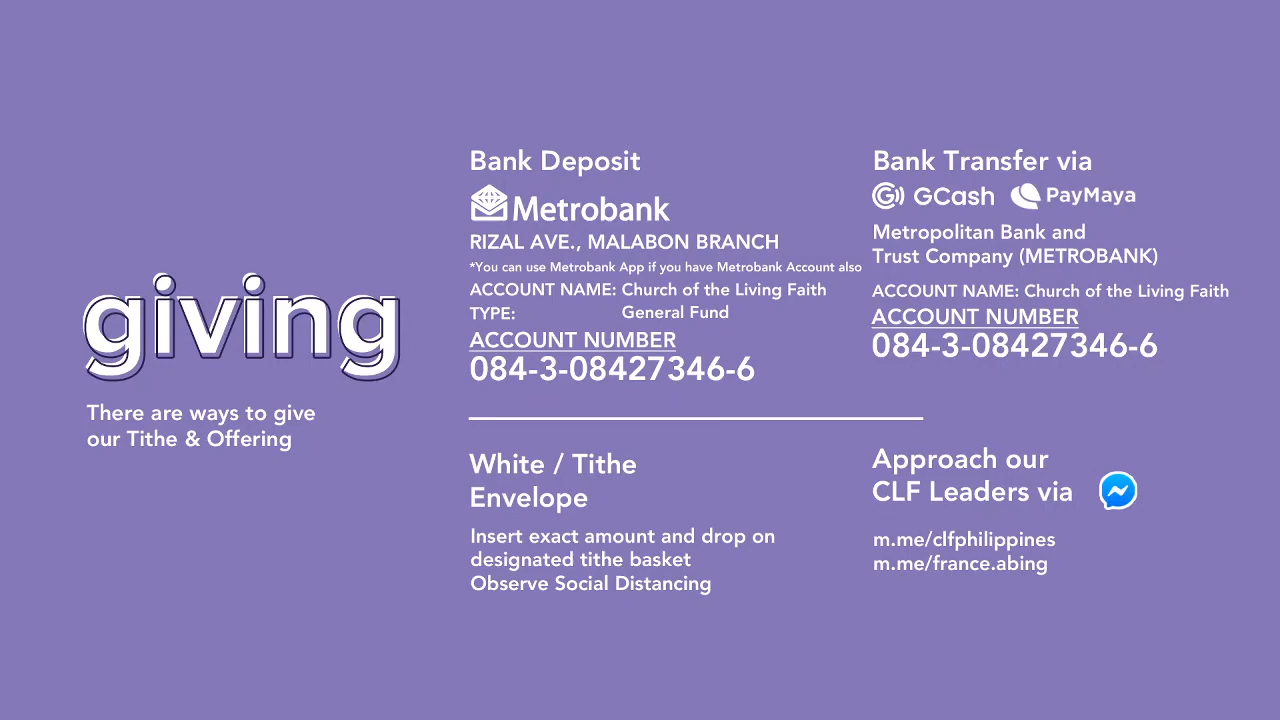 giving
There are ways to give
our Tithe & Offering
Bank Deposit
Metrobank
RIZAL AVE., MALABON BRANCH
*You can use Metrobank App if you have Metrobank Account also
ACCOUNT NAME: Church of the Living Faith
TYPE: General Fund
ACCOUNT NUMBER
084-3-08427346-6
Bank Transfer via
GCash PayMaya
Metropolitan Bank and
Trust Company (METROBANK)
ACCOUNT NAME: Church of the Living Faith
ACCOUNT NUMBER
084-3-08427346-6
White / Tithe
Envelope
Insert exact amount and drop on
designated tithe basket
Observe Social Distancing
Approach our
CLF Leaders via
m.me/clfphilippines
m.me/france.abing